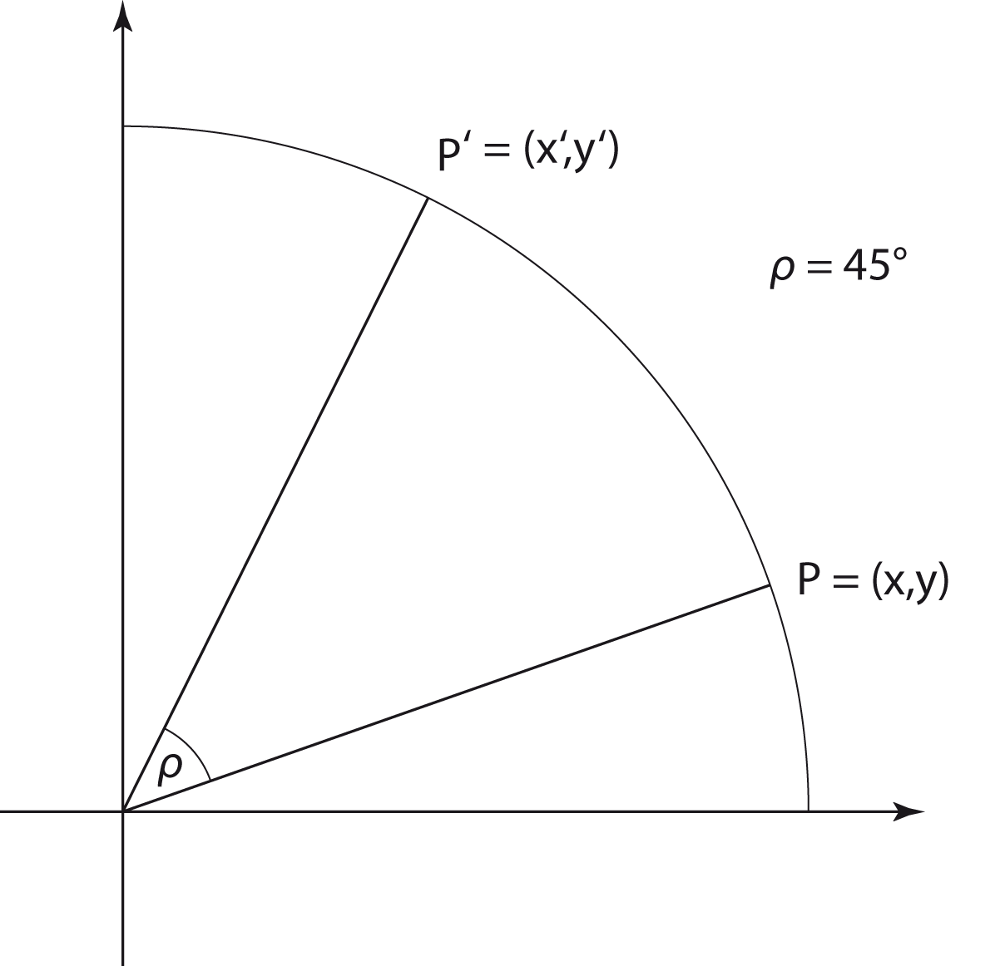 P‘ = (x‘,y‘)
ρ = 45°
P = (x,y)
ρ